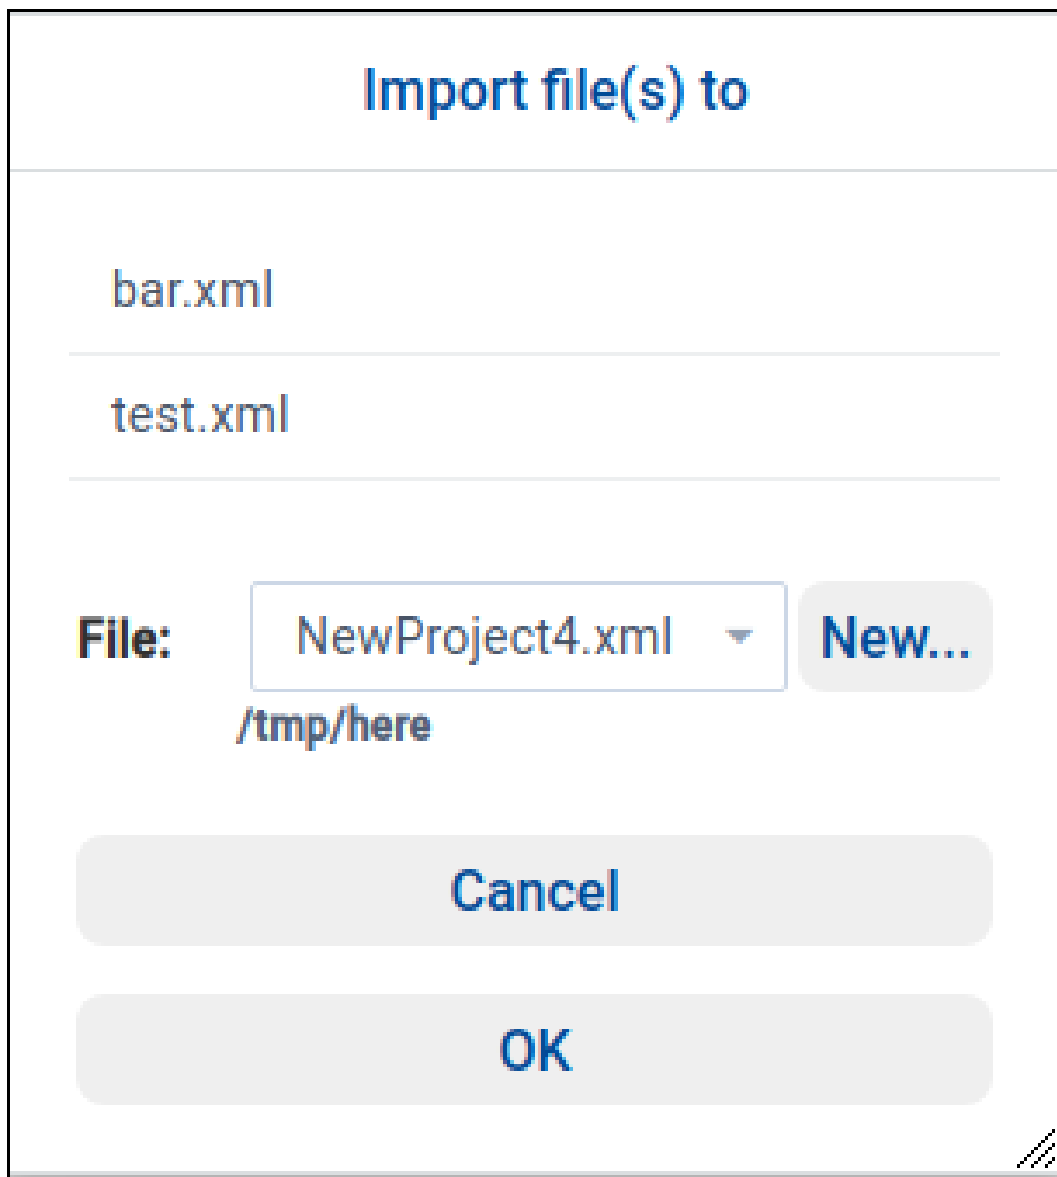 Import file(s) to
bar.xml
test.xml
File: NewProject4.xml New...
/tmp/here
Cancel
OK